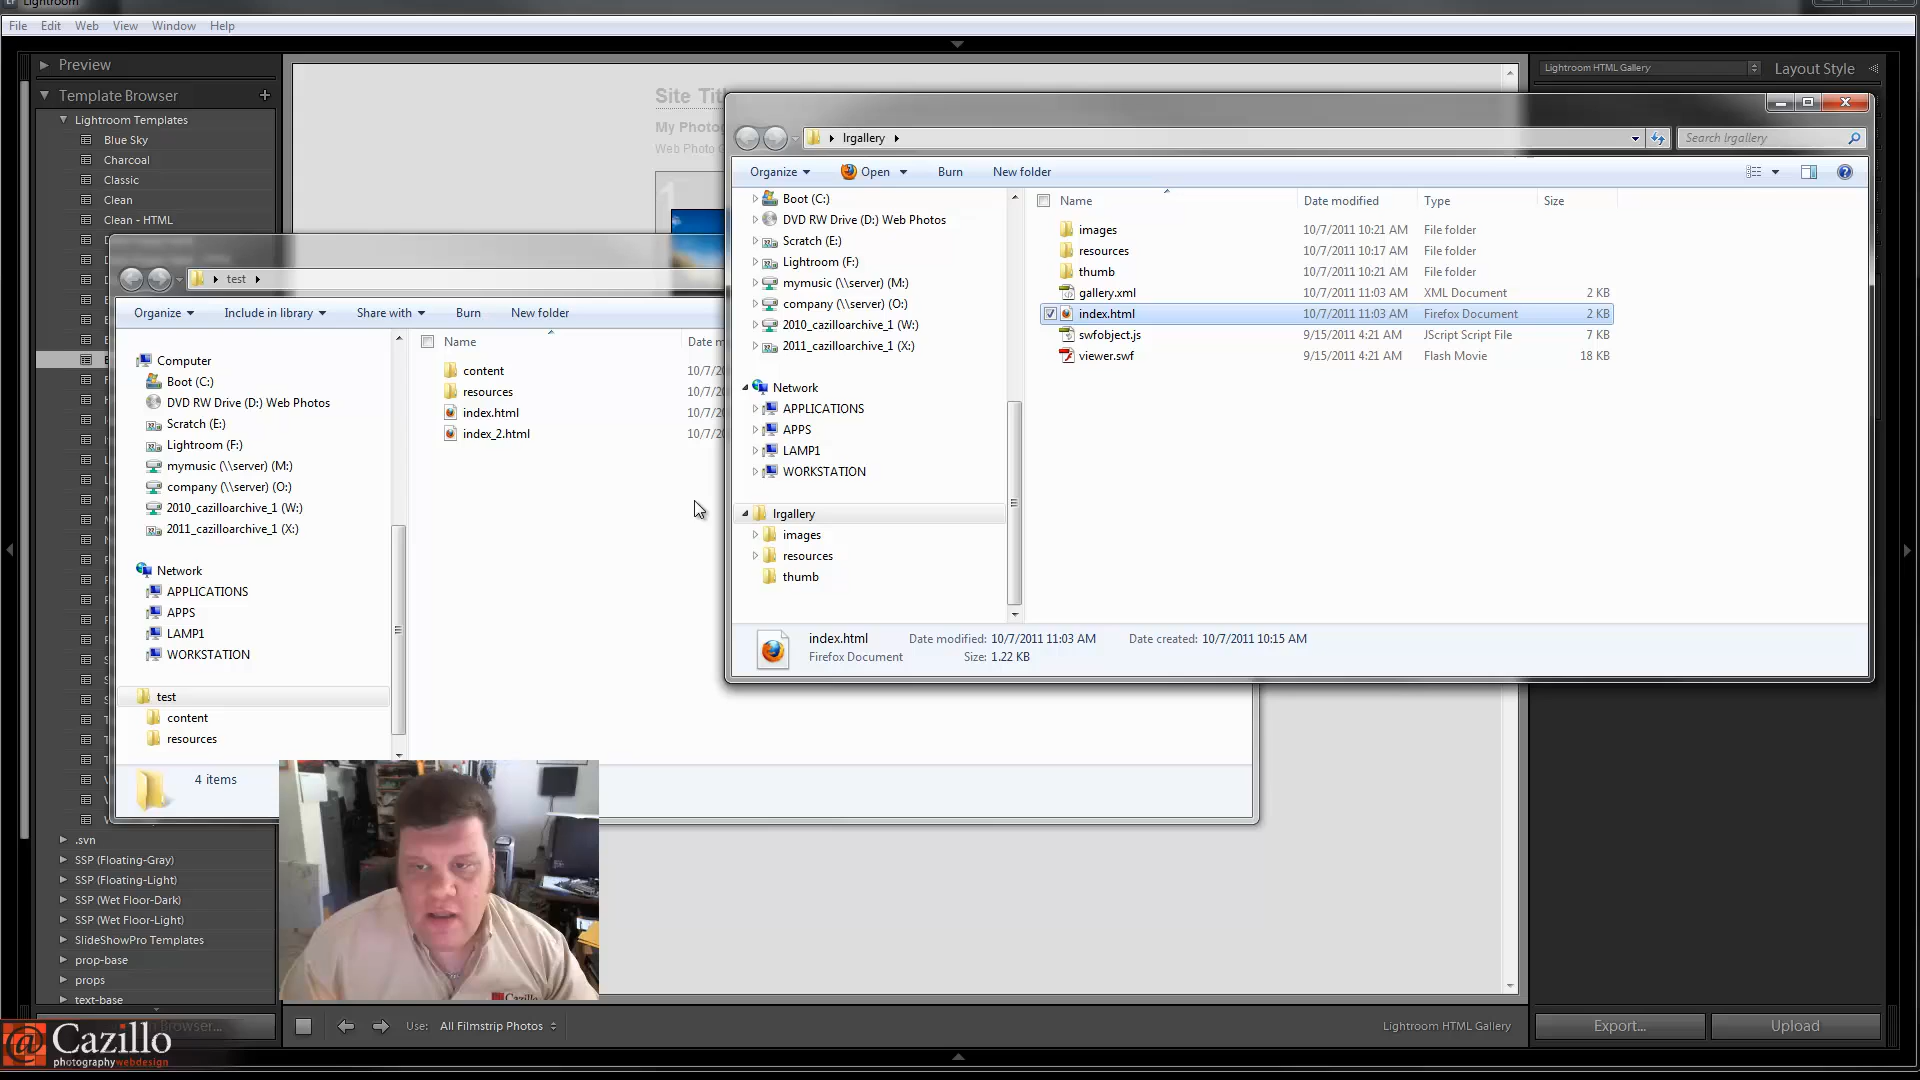 Lightroom
File Edit Web View Window Help
Preview
Template Browser
Lightroom Templates
Blue Sky
Charcoal
Classic
Clean
Clean - HTML
.svn
SSP (Floating-Gray)
SSP (Floating-Light)
SSP (Wet Floor-Dark)
SSP (Wet Floor-Light)
SlideShowPro Templates
prop-base
props
text-base
Lightroom HTML Gallery
Layout Style
lrgallery
Search lrgallery
Organize Open Burn New folder
Boot (C:)
DVD RW Drive (D:) Web Photos
Scratch (E:)
Lightroom (F:)
mymusic (\\server) (M:)
company (\\server) (O:)
2010_cazilloarchive_1 (W:)
2011_cazilloarchive_1 (X:)
Network
APPLICATIONS
APPS
LAMP1
WORKSTATION
lrgallery
images
resources
thumb
Name Date modified Type Size
images 10/7/2011 10:21 AM File folder
resources 10/7/2011 10:17 AM File folder
thumb 10/7/2011 10:21 AM File folder
gallery.xml 10/7/2011 11:03 AM XML Document 2 KB
index.html 10/7/2011 11:03 AM Firefox Document 2 KB
swfobject.js 9/15/2011 4:21 AM JScript Script File 7 KB
viewer.swf 9/15/2011 4:21 AM Flash Movie 18 KB
index.html Date modified: 10/7/2011 11:03 AM Date created: 10/7/2011 10:15 AM
Firefox Document Size: 1.22 KB
test
Organize Include in library Share with Burn New folder
Computer
Boot (C:)
DVD RW Drive (D:) Web Photos
Scratch (E:)
Lightroom (F:)
mymusic (\\server) (M:)
company (\\server) (O:)
2010_cazilloarchive_1 (W:)
2011_cazilloarchive_1 (X:)
Network
APPLICATIONS
APPS
LAMP1
WORKSTATION
test
content
resources
Name
content
resources
index.html
index_2.html
4 items
Site
My
Web Photo
Cazillo
Use: All Filmstrip Photos
Lightroom HTML Gallery
Export...
Upload
@Cazillo
photographywebdesign